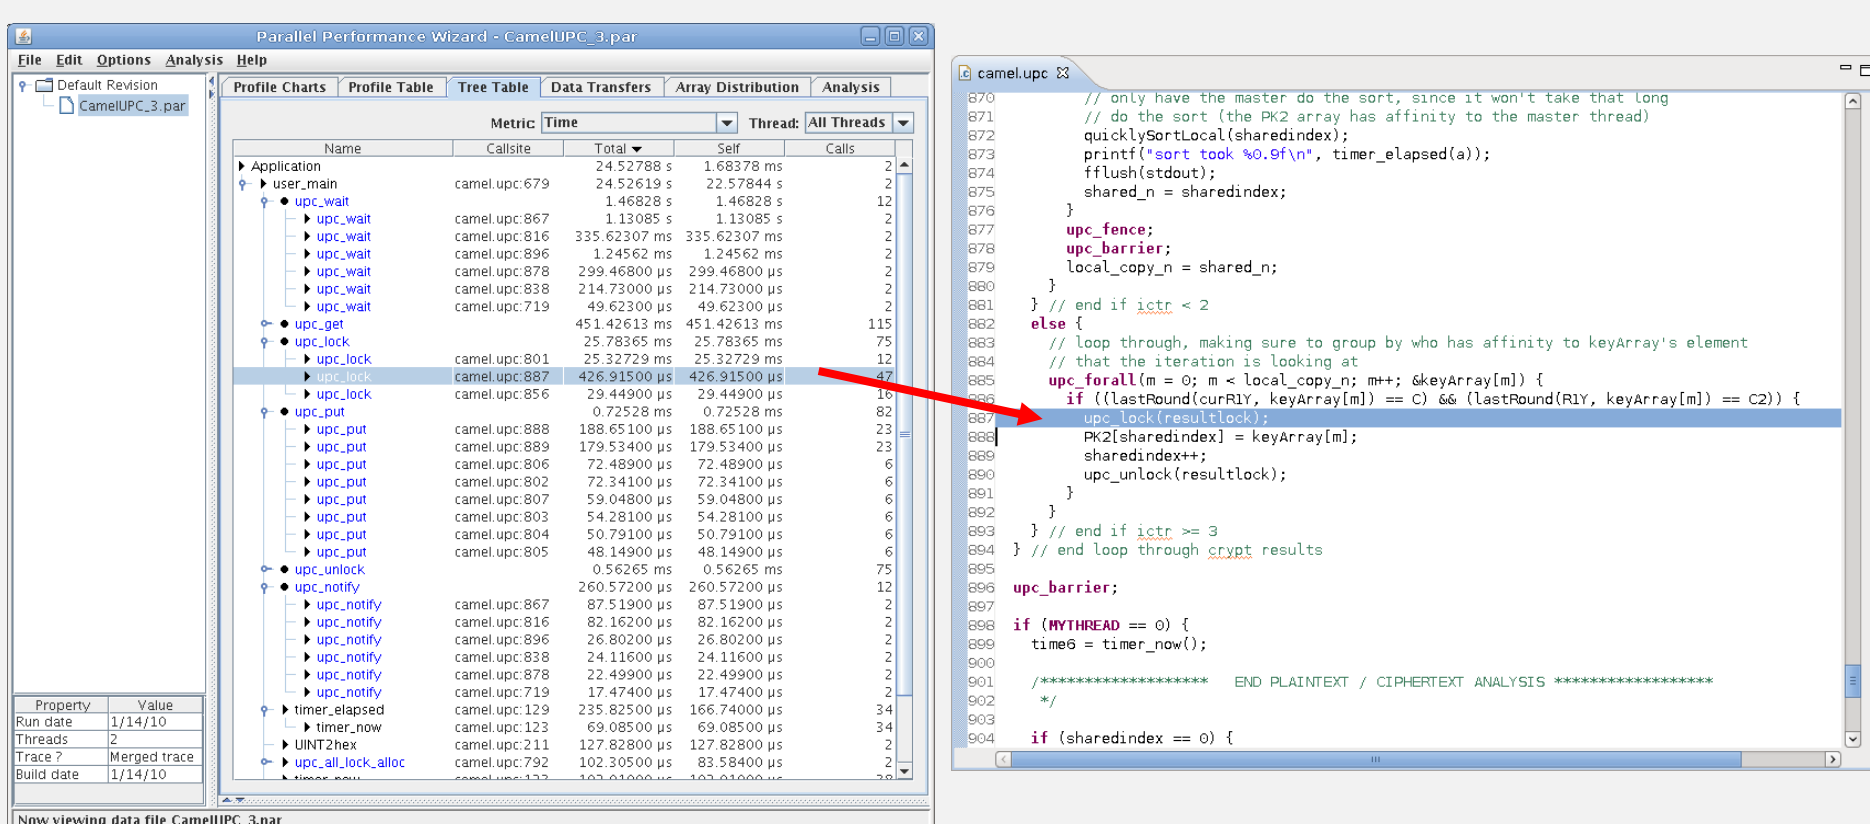 Parallel Performance Wizard - CamelUPC_3.par
File Edit Options Analysis Help
Default Revision
CamelUPC_3.par
Profile Charts Profile Table Tree Table Data Transfers Array Distribution Analysis
Metric: Time Thread: All Threads
Name Callsite Total Self Calls
Application 24.52788 s 1.68378 ms 2
user_main camel.upc:679 24.52619 s 22.57844 s 2
upc_wait 1.46828 s 1.46828 s 12
upc_wait camel.upc:867 1.13085 s 1.13085 s 2
upc_wait camel.upc:816 335.62307 ms 335.62307 ms 2
upc_wait camel.upc:896 1.24562 ms 1.24562 ms 2
upc_wait camel.upc:878 299.46800 µs 299.46800 µs 2
upc_wait camel.upc:838 214.73000 µs 214.73000 µs 2
upc_wait camel.upc:719 49.62300 µs 49.62300 µs 2
upc_get 451.42613 ms 451.42613 ms 115
upc_lock 25.78365 ms 25.78365 ms 75
upc_lock camel.upc:801 25.32729 ms 25.32729 ms 12
upc_lock camel.upc:887 426.91500 µs 426.91500 µs 47
upc_lock camel.upc:856 29.44900 µs 29.44900 µs 16
upc_put 0.72528 ms 0.72528 ms 82
upc_put camel.upc:888 188.65100 µs 188.65100 µs 23
upc_put camel.upc:889 179.53400 µs 179.53400 µs 23
upc_put camel.upc:806 72.48900 µs 72.48900 µs 6
upc_put camel.upc:802 72.34100 µs 72.34100 µs 6
upc_put camel.upc:807 59.04800 µs 59.04800 µs 6
upc_put camel.upc:803 54.28100 µs 54.28100 µs 6
upc_put camel.upc:804 50.79100 µs 50.79100 µs 6
upc_put camel.upc:805 48.14900 µs 48.14900 µs 6
upc_unlock 0.56265 ms 0.56265 ms 75
upc_notify 260.57200 µs 260.57200 µs 12
upc_notify camel.upc:867 87.51900 µs 87.51900 µs 2
upc_notify camel.upc:816 82.16200 µs 82.16200 µs 2
upc_notify camel.upc:896 26.80200 µs 26.80200 µs 2
upc_notify camel.upc:838 24.11600 µs 24.11600 µs 2
upc_notify camel.upc:878 22.49900 µs 22.49900 µs 2
upc_notify camel.upc:719 17.47400 µs 17.47400 µs 2
timer_elapsed camel.upc:129 235.82500 µs 166.74000 µs 34
timer_now camel.upc:123 69.08500 µs 69.08500 µs 34
UINT2hex camel.upc:211 127.82800 µs 127.82800 µs 2
upc_all_lock_alloc camel.upc:792 102.30500 µs 83.58400 µs 2
Property Value
Run date 1/14/10
Threads 2
Trace ? Merged trace
Build date 1/14/10
Now viewing data file CamelUPC_3.par
camel.upc
870 // only have the master do the sort, since it won't take that long
871 // do the sort (the PK2 array has affinity to the master thread)
872 quicklySortLocal(sharedindex);
873 printf("sort took %0.9f\n", timer_elapsed(a));
874 fflush(stdout);
875 shared_n = sharedindex;
876 }
877 upc_fence;
878 upc_barrier;
879 local_copy_n = shared_n;
880 }
881 } // end if ictr < 2
882 else {
883 // loop through, making sure to group by who has affinity to keyArray's element
884 // that the iteration is looking at
885 upc_forall(m = 0; m < local_copy_n; m++; &keyArray[m]) {
886 if ((lastRound(curR1Y, keyArray[m]) == C) && (lastRound(R1Y, keyArray[m]) == C2)) {
887 upc_lock(resultlock);
888 PK2[sharedindex] = keyArray[m];
889 sharedindex++;
890 upc_unlock(resultlock);
891 }
892 }
893 } // end if ictr >= 3
894 } // end loop through crypt results
895
896 upc_barrier;
897
898 if (MYTHREAD == 0) {
899 time6 = timer_now();
900
901 /******************* END PLAINTEXT / CIPHERTEXT ANALYSIS ******************
902 */
903
904 if (sharedindex == 0) {